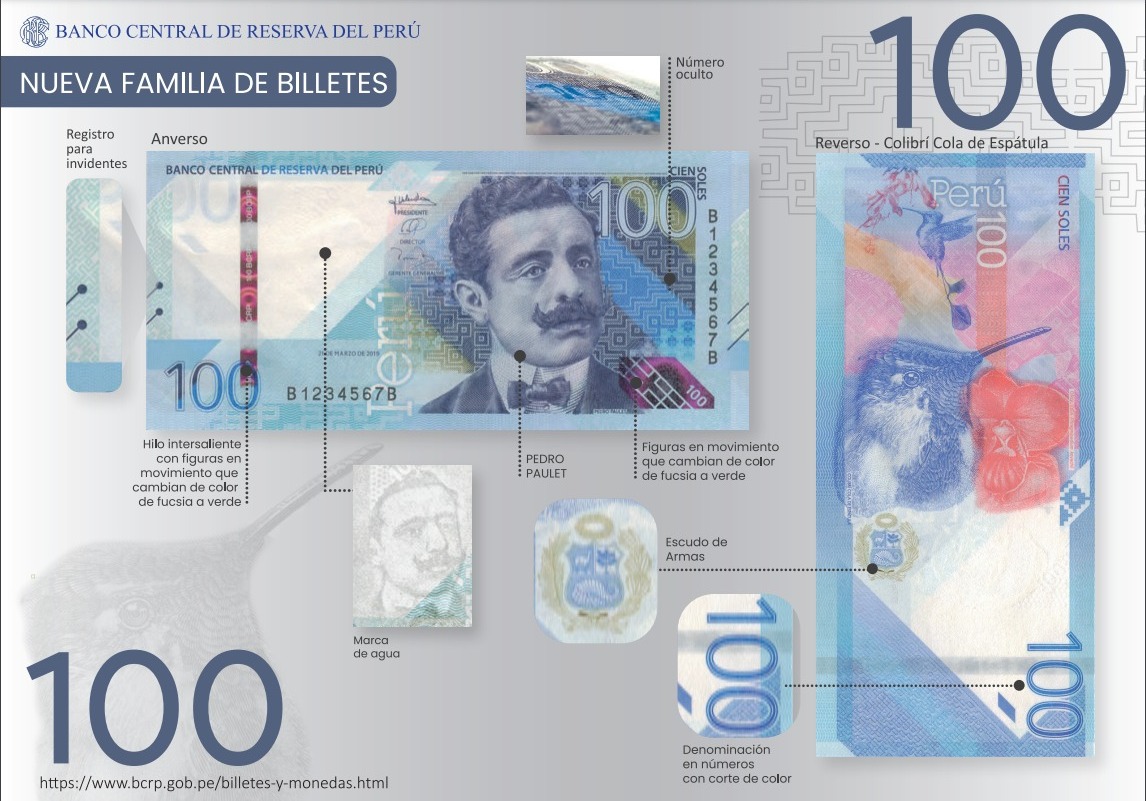 BANCO CENTRAL DE RESERVA DEL PERÚ
NUEVA FAMILIA DE BILLETES
100
Número
oculto
Registro
para
invidentes
Anverso
Reverso - Colibrí Cola de Espátula
BANCO CENTRAL DE RESERVA DEL PERÚ
CIEN
SOLES
100
PRESIDENTE
DIRECTOR
GERENTE GENERAL
B1234567B
Perú
21 DE MARZO DE 2019
100
B1234567B
PEDRO PAULET
100
Perú
100
CIEN SOLES
Hilo intersaliente
con figuras en
movimiento que
cambian de color
de fucsia a verde
PEDRO
PAULET
Figuras en movimiento
que cambian de color
de fucsia a verde
Escudo de
Armas
Marca
de agua
100
100
Denominación
en números
con corte de color
100
https://www.bcrp.gob.pe/billetes-y-monedas.html